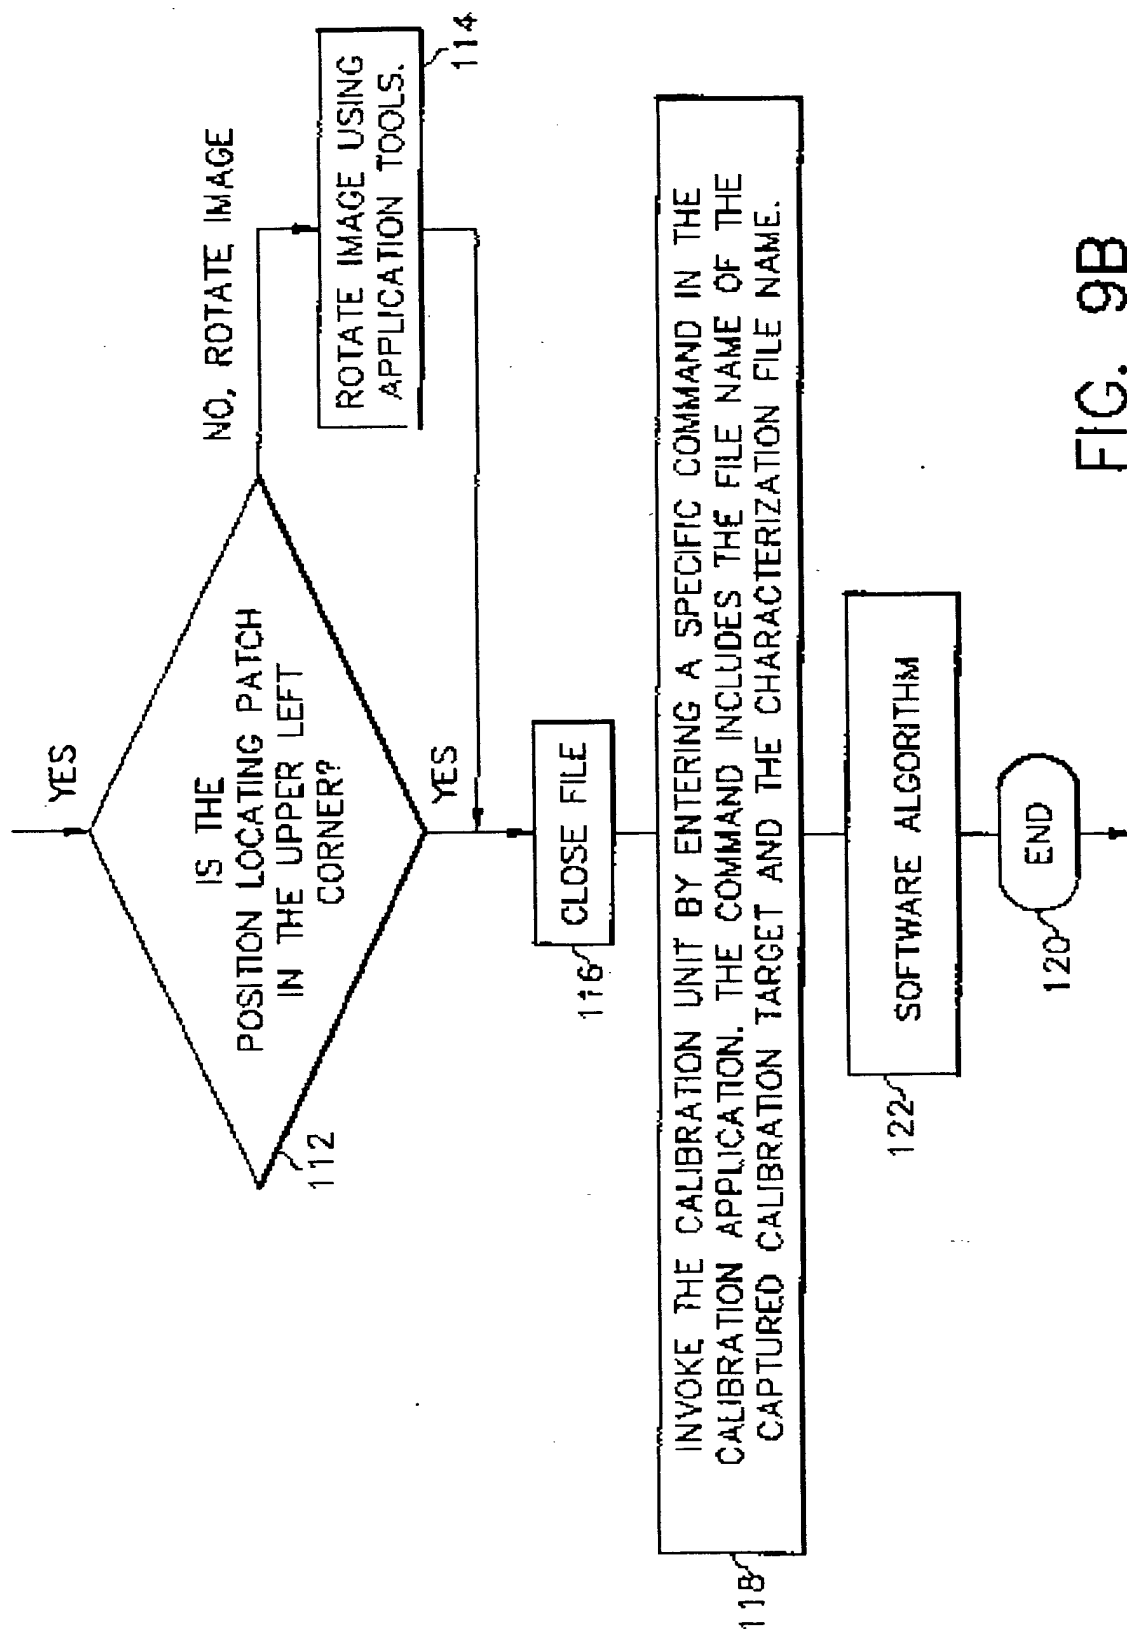 YES
IS THE
POSITION LOCATING PATCH
IN THE UPPER LEFT
CORNER?
112
NO, ROTATE IMAGE
ROTATE IMAGE USING
APPLICATION TOOLS.
114
YES
CLOSE FILE
116
INVOKE THE CALIBRATION UNIT BY ENTERING A SPECIFIC COMMAND IN THE
CALIBRATION APPLICATION. THE COMMAND INCLUDES THE FILE NAME OF THE
CAPTURED CALIBRATION TARGET AND THE CHARACTERIZATION FILE NAME.
118
SOFTWARE ALGORITHM
122
END
120
FIG. 9B